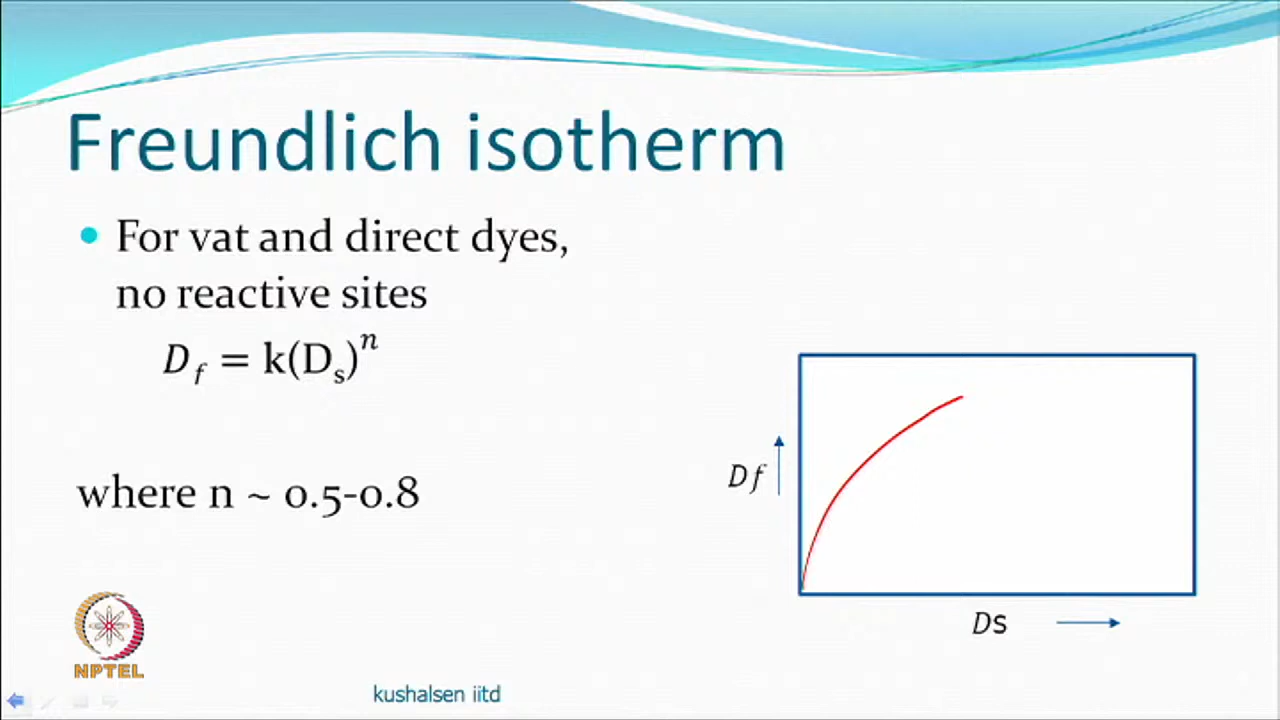 Freundlich isotherm
For vat and direct dyes,
no reactive sites
D_f = k(D_s)^n
where n ~ 0.5-0.8
Df
Ds
NPTEL
kushalsen iitd